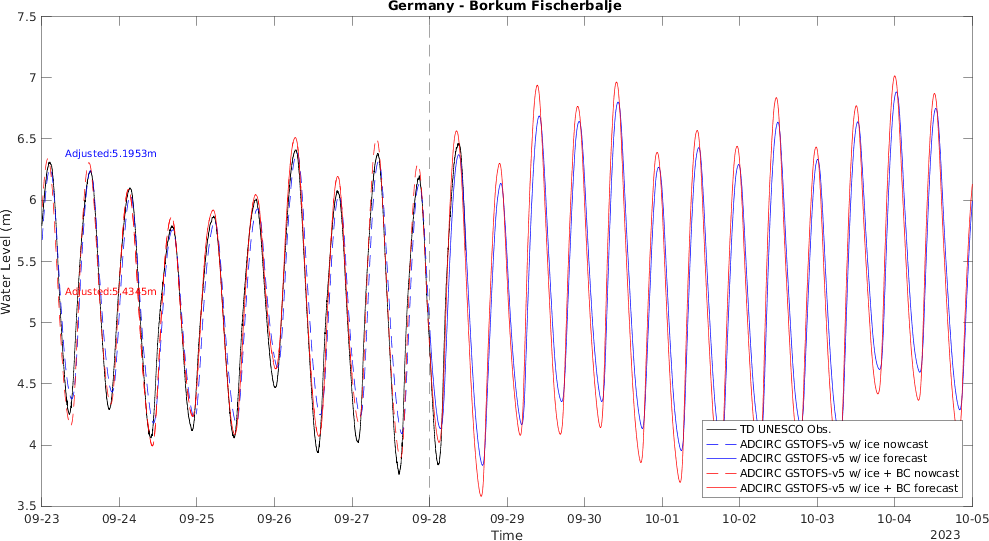 Germany - Borkum Fischerbalje
7.5
7
6.5
6
5.5
5
4.5
4
3.5
Water Level (m)
Adjusted:5.1953m
Adjusted:5.4345m
TD UNESCO Obs.
ADCIRC GSTOFS-v5 w/ ice nowcast
ADCIRC GSTOFS-v5 w/ ice forecast
ADCIRC GSTOFS-v5 w/ ice + BC nowcast
ADCIRC GSTOFS-v5 w/ ice + BC forecast
09-23 09-24 09-25 09-26 09-27 09-28 09-29 09-30 10-01 10-02 10-03 10-04 10-05
Time
2023